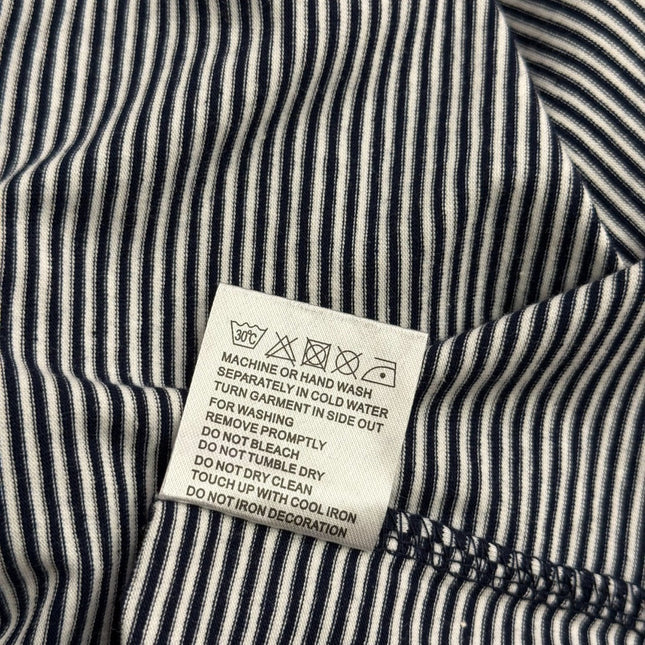 30°C
MACHINE OR HAND WASH
SEPARATELY IN COLD WATER
TURN GARMENT IN SIDE OUT
FOR WASHING
REMOVE PROMPTLY
DO NOT BLEACH
DO NOT TUMBLE DRY
DO NOT DRY CLEAN
TOUCH UP WITH COOL IRON
DO NOT IRON DECORATION